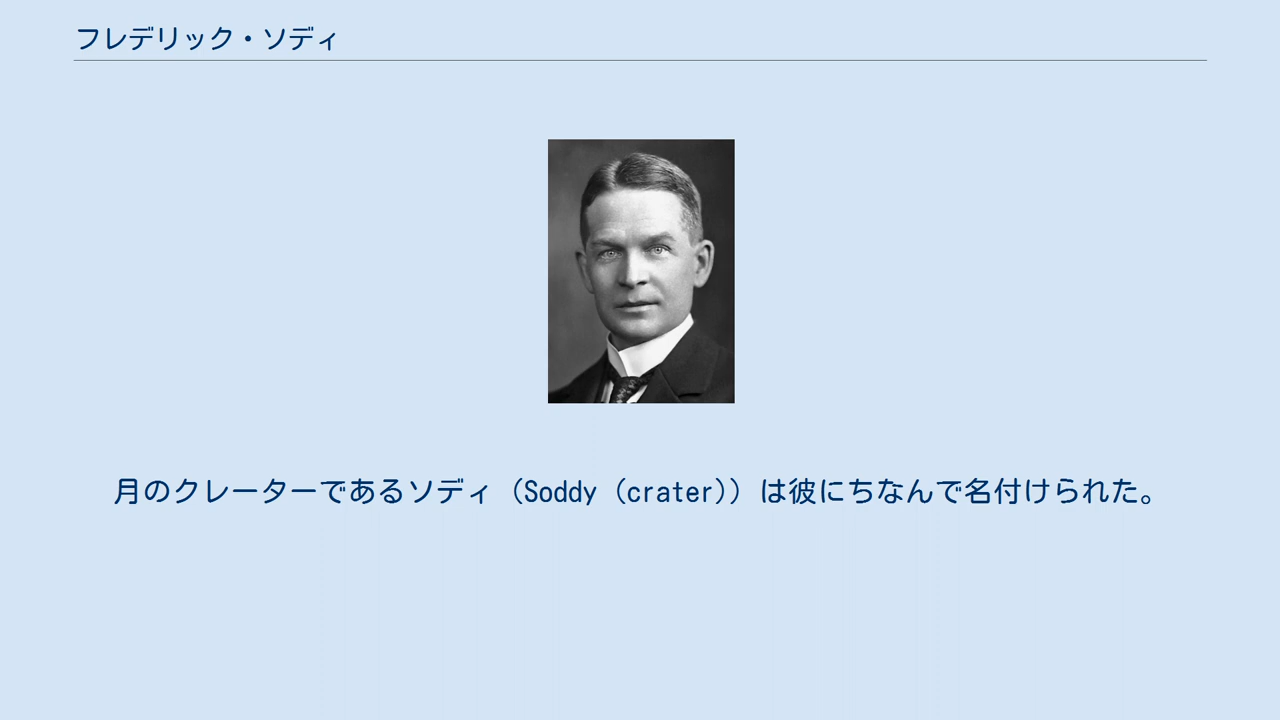 フレデリック・ソディ
月のクレーターであるソディ（Soddy（crater））は彼にちなんで名付けられた。